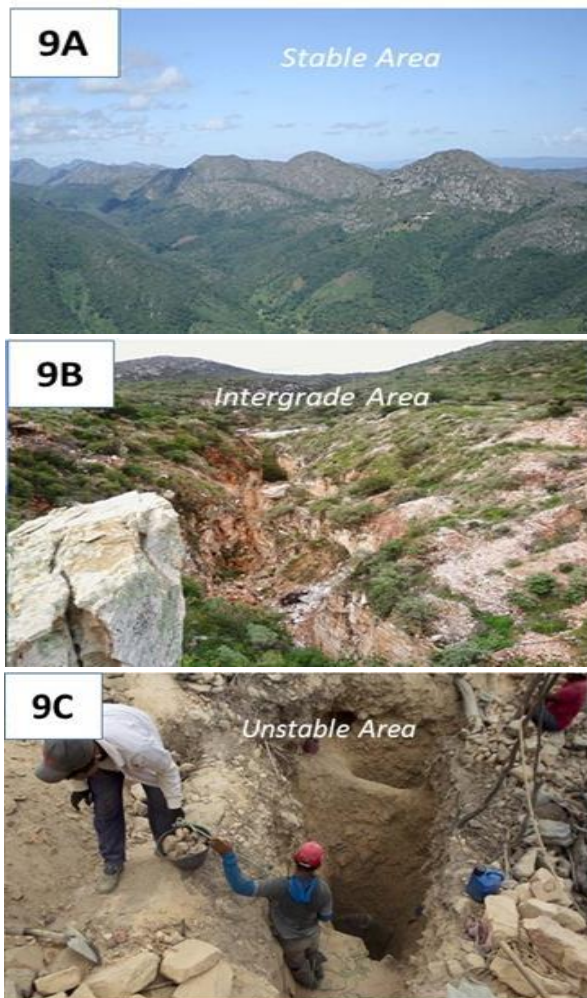 9A
Stable Area
9B
Intergrade Area
9C
Unstable Area